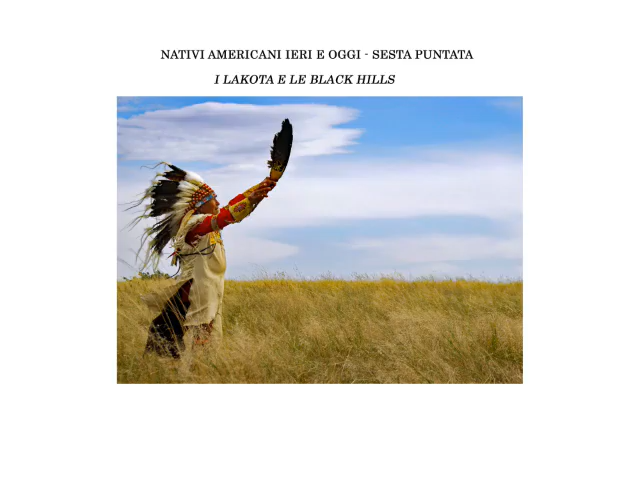 NATIVI AMERICANI IERI E OGGI - SESTA PUNTATA
I LAKOTA E LE BLACK HILLS